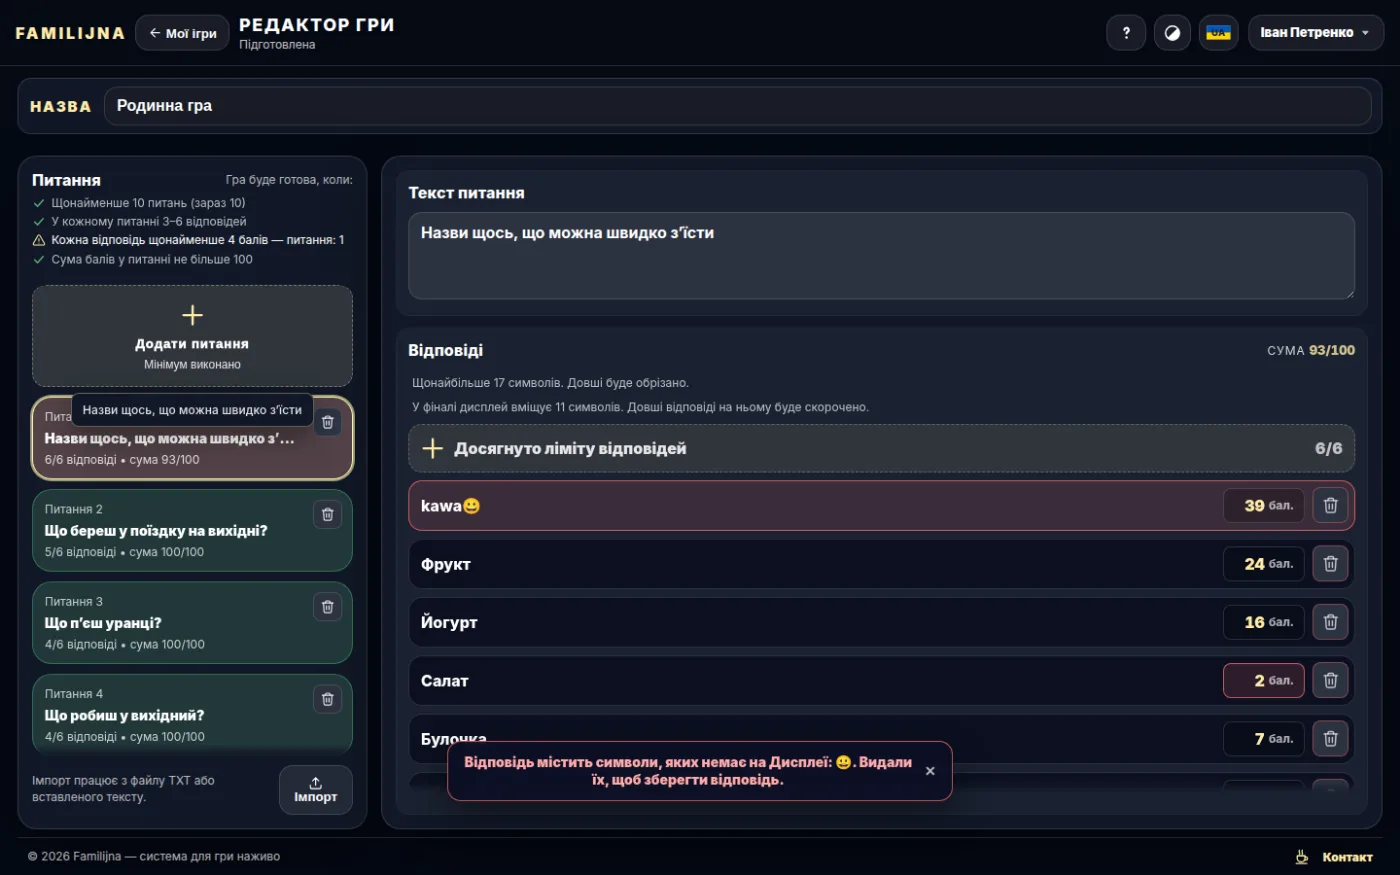 FAMILIJNA
← Мої ігри
РЕДАКТОР ГРИ
Підготовлена
?
UA
Іван Петренко
НАЗВА
Родинна гра
Питання
Гра буде готова, коли:
Щонайменше 10 питань (зараз 10)
У кожному питанні 3–6 відповідей
Кожна відповідь щонайменше 4 балів — питання: 1
Сума балів у питанні не більше 100
Додати питання
Мінімум виконано
Назви щось, що можна швидко з’їсти
Назви щось, що можна швидко з’…
6/6 відповіді • сума 93/100
Питання 2
Що береш у поїздку на вихідні?
5/6 відповіді • сума 100/100
Питання 3
Що п’єш уранці?
4/6 відповіді • сума 100/100
Питання 4
Що робиш у вихідний?
4/6 відповіді • сума 100/100
Імпорт працює з файлу TXT або
вставленого тексту.
Імпорт
Текст питання
Назви щось, що можна швидко з’їсти
Відповіді
СУМА 93/100
Щонайбільше 17 символів. Довші буде обрізано.
У фіналі дисплей вміщує 11 символів. Довші відповіді на ньому буде скорочено.
Досягнуто ліміту відповідей
6/6
kawa😀
39 бал.
Фрукт
24 бал.
Йогурт
16 бал.
Салат
2 бал.
Булочка
7 бал.
Відповідь містить символи, яких немає на Дисплеї: 😀. Видали
їх, щоб зберегти відповідь.
×
© 2026 Familijna — система для гри наживо
Контакт